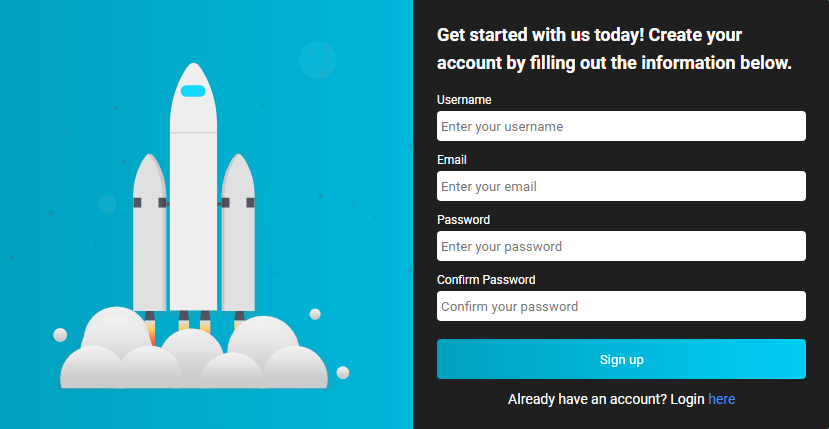 Get started with us today! Create your
account by filling out the information below.
Username
Enter your username
Email
Enter your email
Password
Enter your password
Confirm Password
Confirm your password
Sign up
Already have an account? Login here